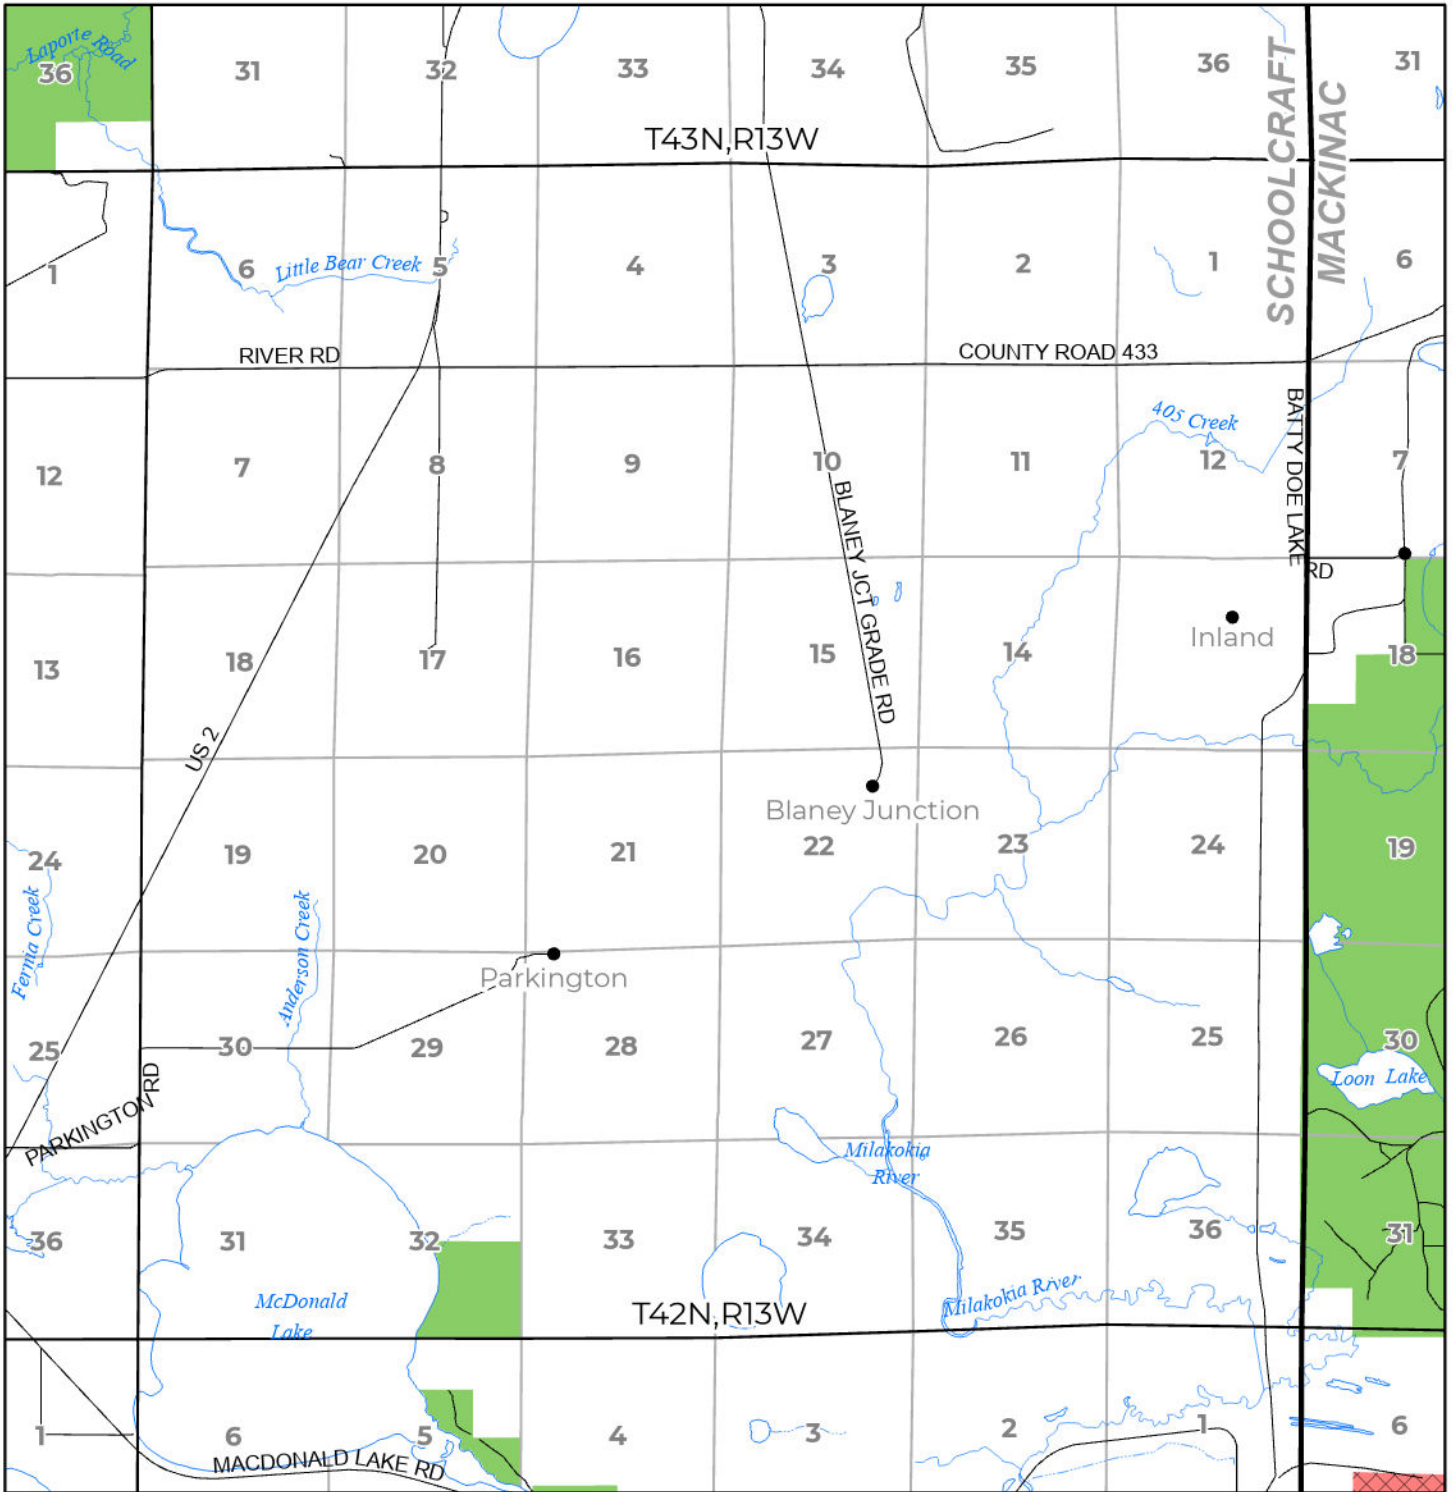 Laporte Road
36
31
32
33
34
35
36
31
SCHOOLCRAFT
MACKINAC
T43N,R13W
1
6
Little Bear Creek
5
4
3
2
1
6
RIVER RD
COUNTY ROAD 433
BATTY DOE LAKE
RD
405 Creek
12
7
8
9
10
11
12
7
BLANEY JCT GRADE RD
Inland
13
18
17
16
15
14
18
US 2
Blaney Junction
24
19
20
21
22
23
24
19
Fernia Creek
Anderson Creek
Parkington
25
30
29
28
27
26
25
30
Loon Lake
PARKINGTON RD
Milakokia
River
36
31
32
33
34
35
36
31
McDonald
Lake
Milakokia River
T42N,R13W
1
6
5
4
3
2
1
6
MACDONALD LAKE RD